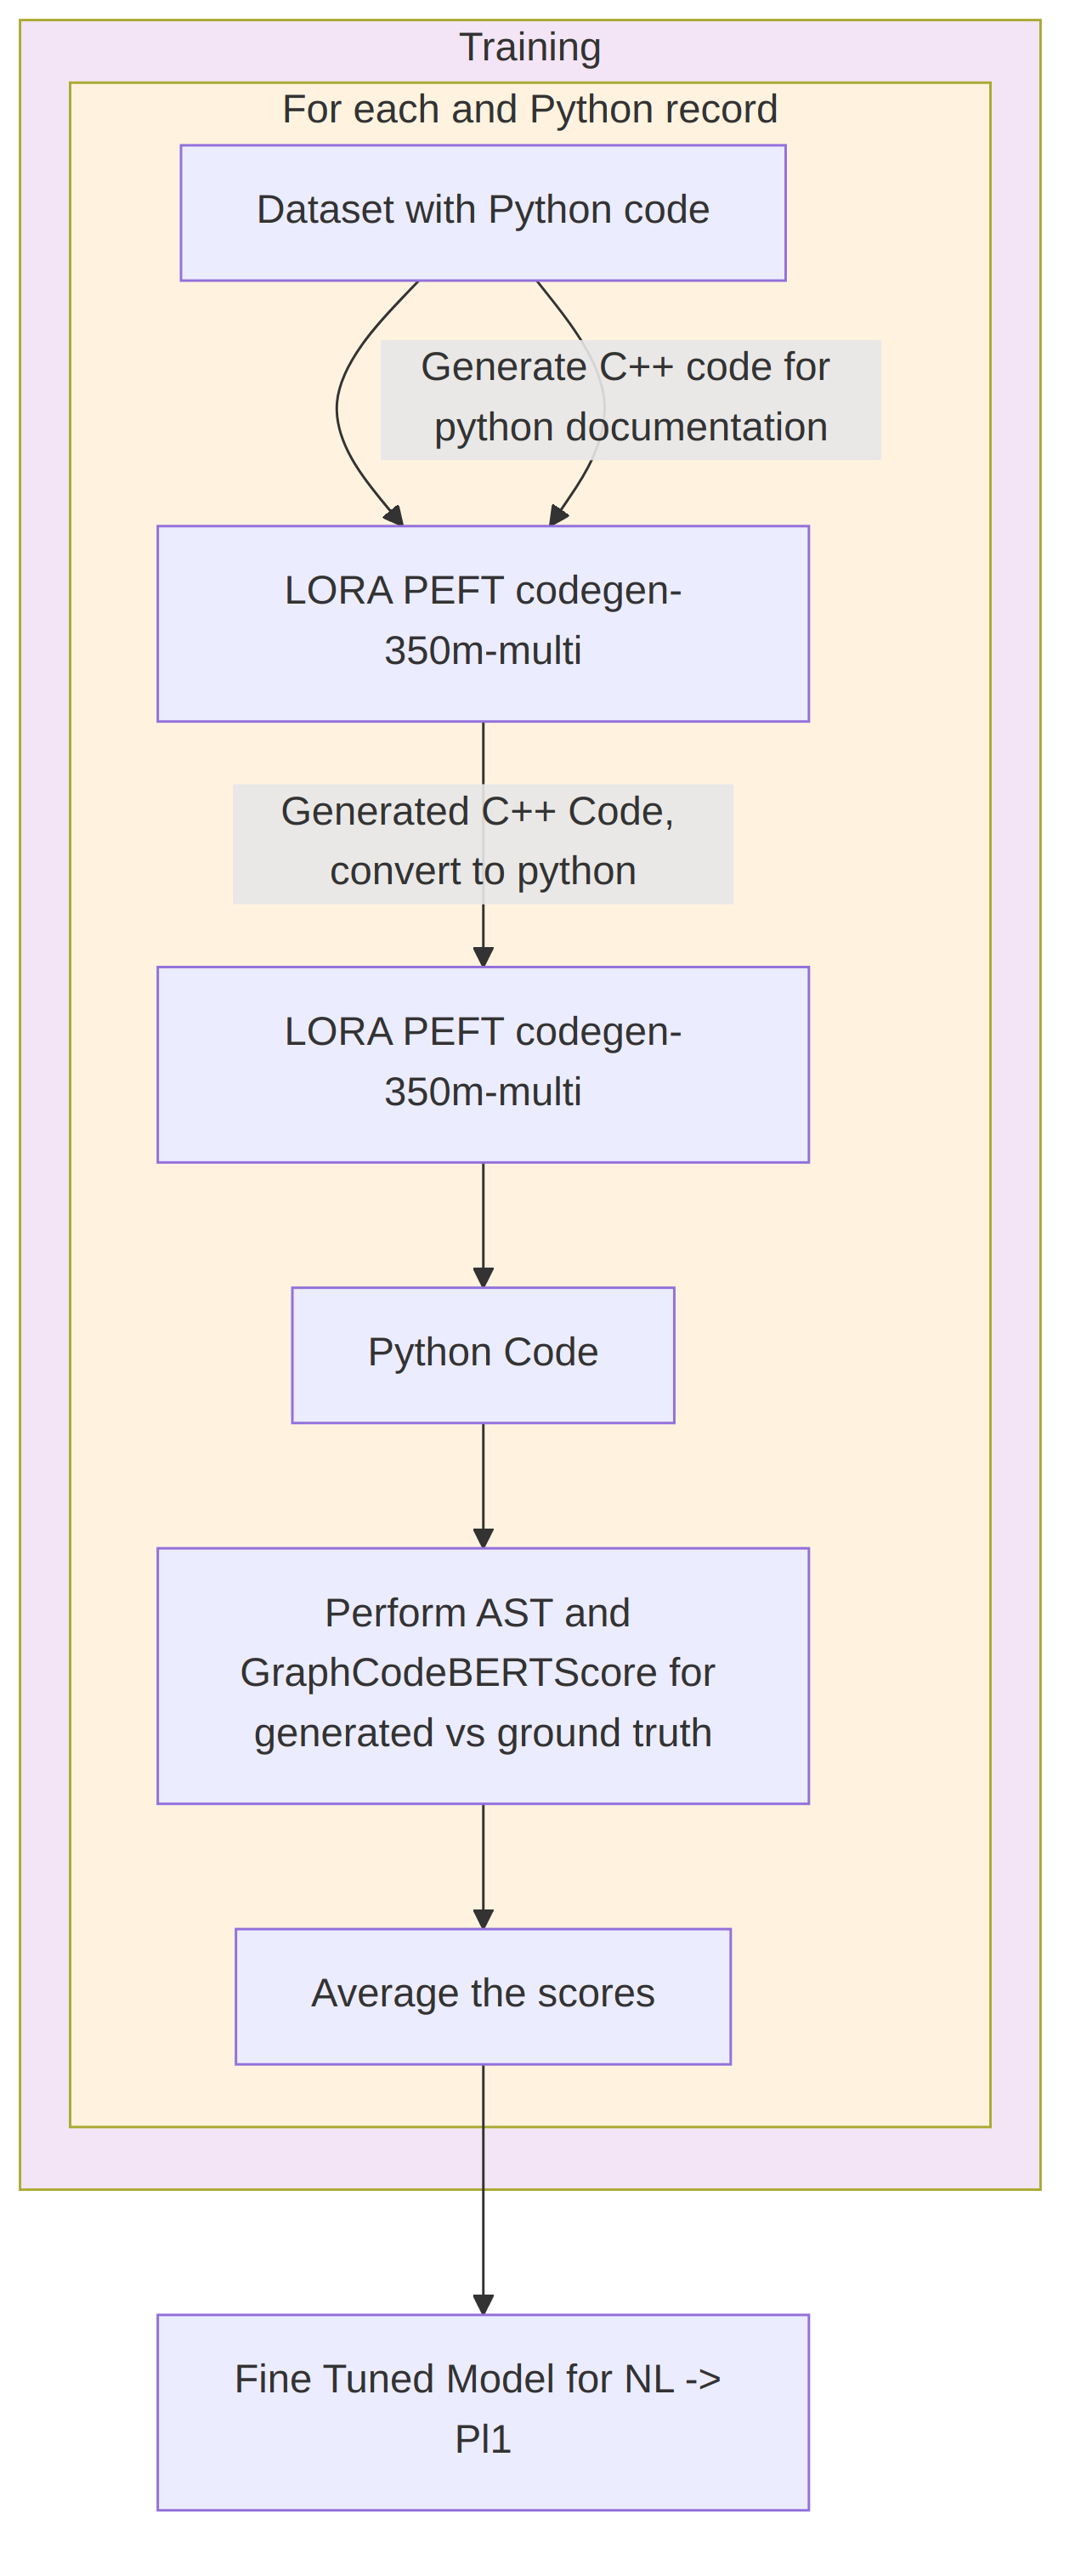 Training
For each and Python record
Dataset with Python code
Generate C++ code for
python documentation
LORA PEFT codegen-
350m-multi
Generated C++ Code,
convert to python
LORA PEFT codegen-
350m-multi
Python Code
Perform AST and
GraphCodeBERTScore for
generated vs ground truth
Average the scores
Fine Tuned Model for NL ->
Pl1